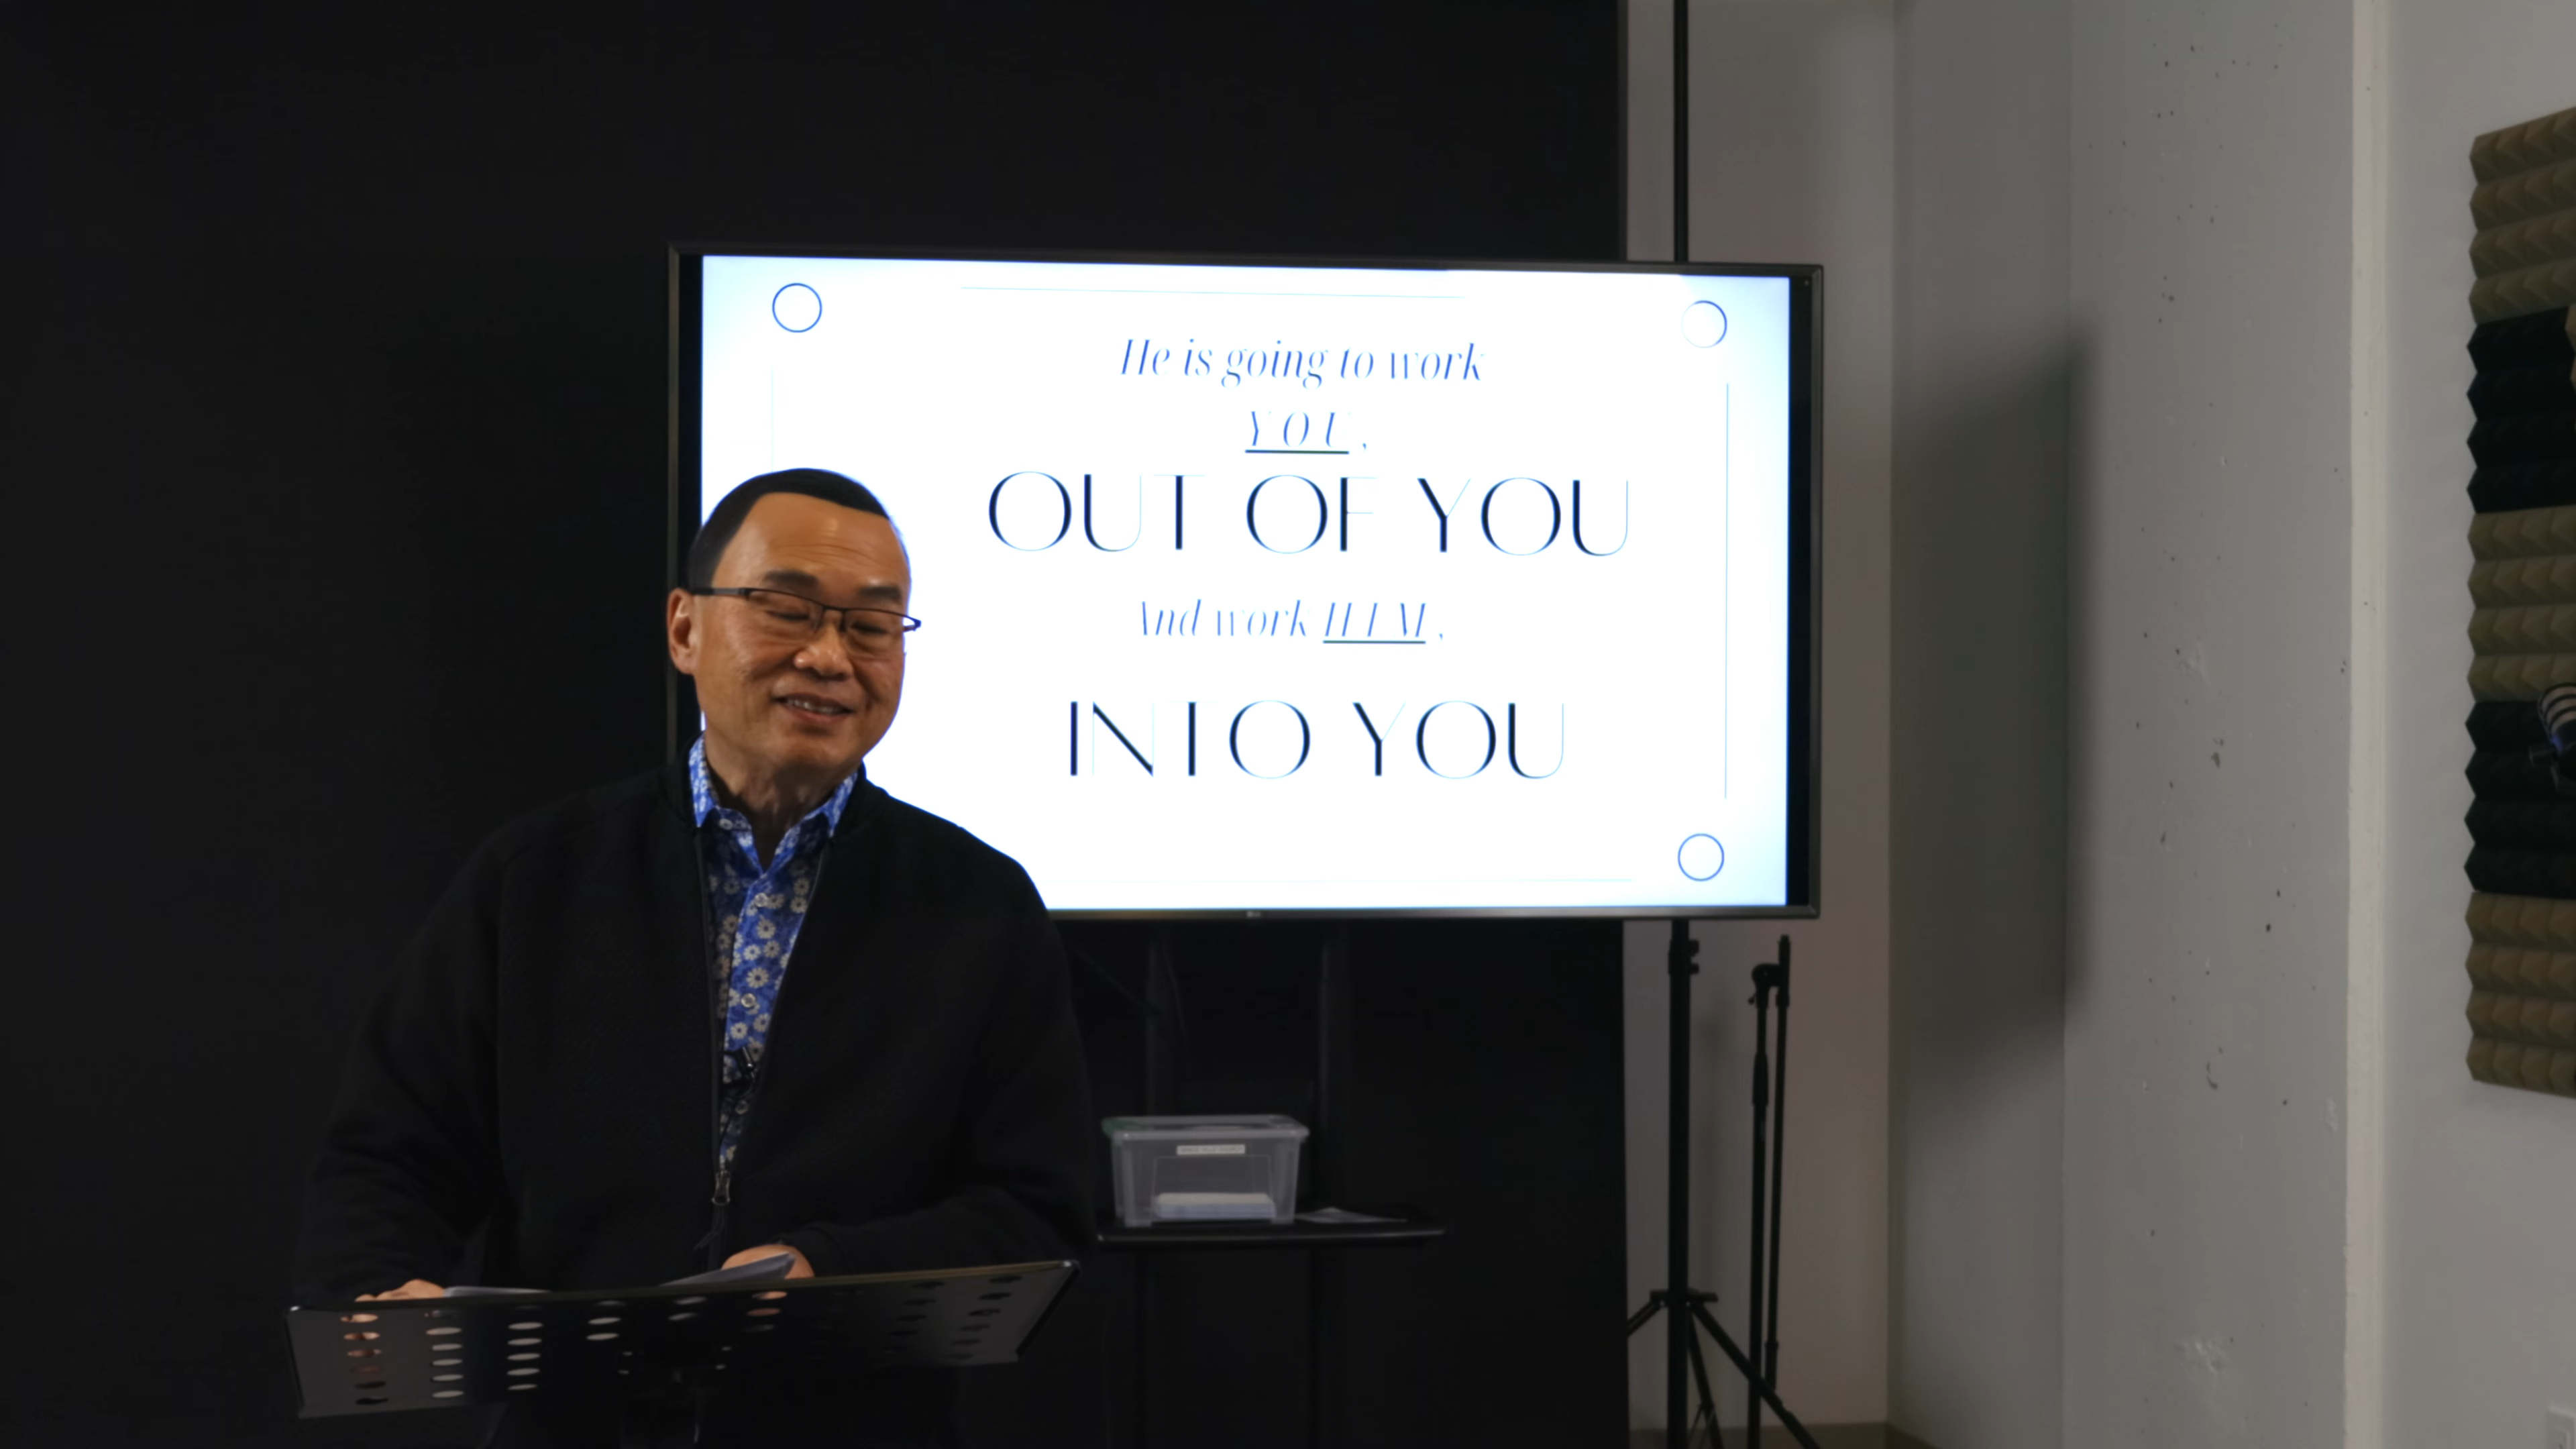 He is going to work
YOU,
OUT OF YOU
And work HIM,
INTO YOU